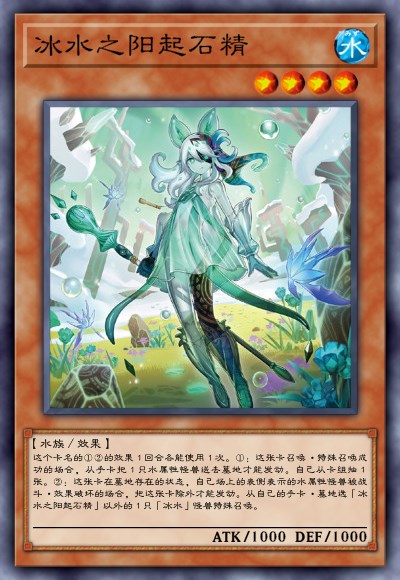 冰水之阳起石精
水
【水族／效果】
这个卡名的①②的效果1回合各能使用1次。①：这张卡召唤·特殊召唤成
功的场合，从手卡把1只水属性怪兽送去墓地才能发动。自己从卡组抽1
张。②：这张卡在墓地存在的状态，自己场上的表侧表示的水属性怪兽被战
斗·效果破坏的场合，把这张卡除外才能发动。从自己的手卡·墓地选「冰
水之阳起石精」以外的1只「冰水」怪兽特殊召唤。
ATK/1000 DEF/1000